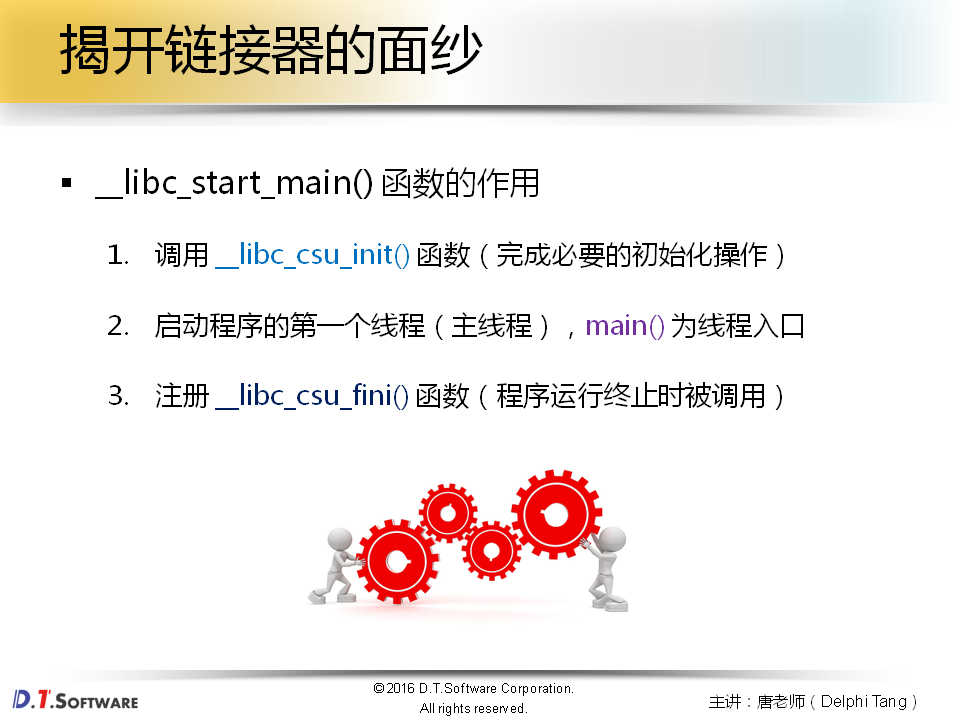 揭开链接器的面纱
▪ __libc_start_main() 函数的作用
1. 调用 __libc_csu_init() 函数（完成必要的初始化操作）
2. 启动程序的第一个线程（主线程），main() 为线程入口
3. 注册 __libc_csu_fini() 函数（程序运行终止时被调用）
D.T.SOFTWARE
©2016 D.T.Software Corporation.
All rights reserved.
主讲：唐老师（Delphi Tang）